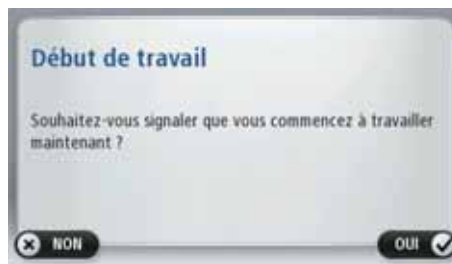 Début de travail
Souhaitez-vous signaler que vous commencez à travailler
maintenant ?
NON
OUI